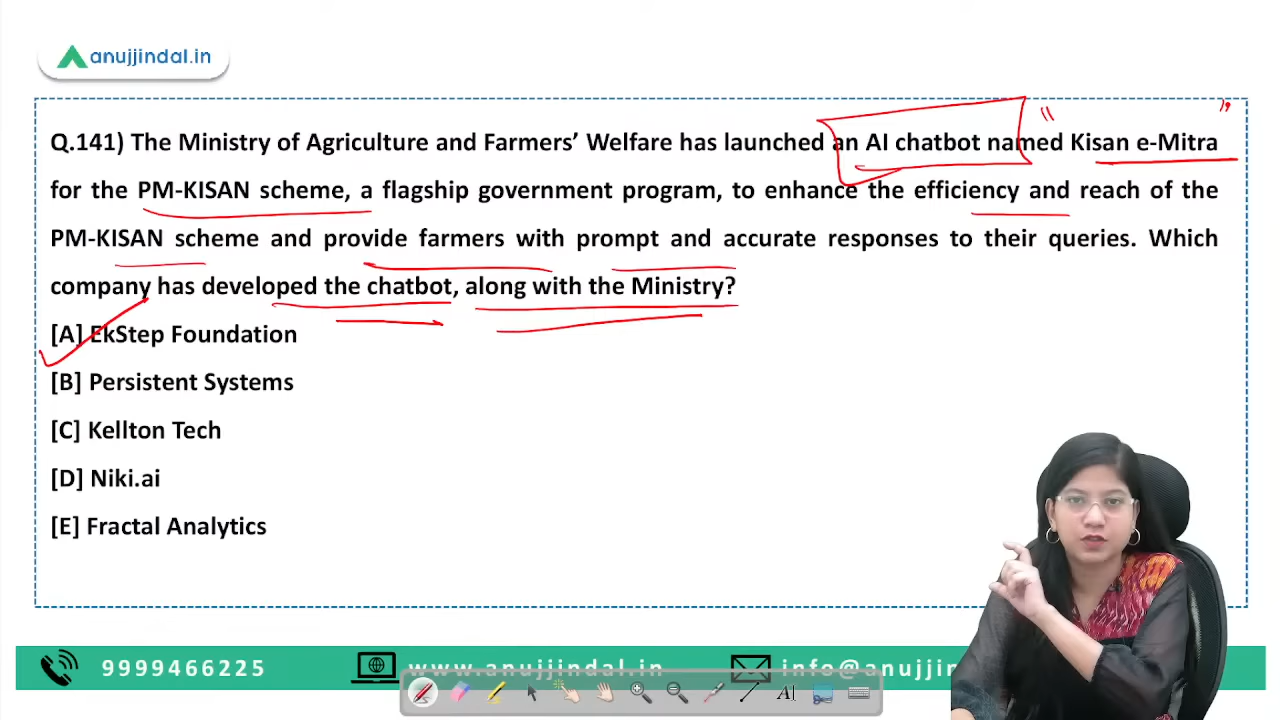 anujjindal.in
Q.141) The Ministry of Agriculture and Farmers’ Welfare has launched an AI chatbot named Kisan e-Mitra
for the PM-KISAN scheme, a flagship government program, to enhance the efficiency and reach of the
PM-KISAN scheme and provide farmers with prompt and accurate responses to their queries. Which
company has developed the chatbot, along with the Ministry?
[A] EkStep Foundation
[B] Persistent Systems
[C] Kellton Tech
[D] Niki.ai
[E] Fractal Analytics
9999466225 www.anujjindal.in